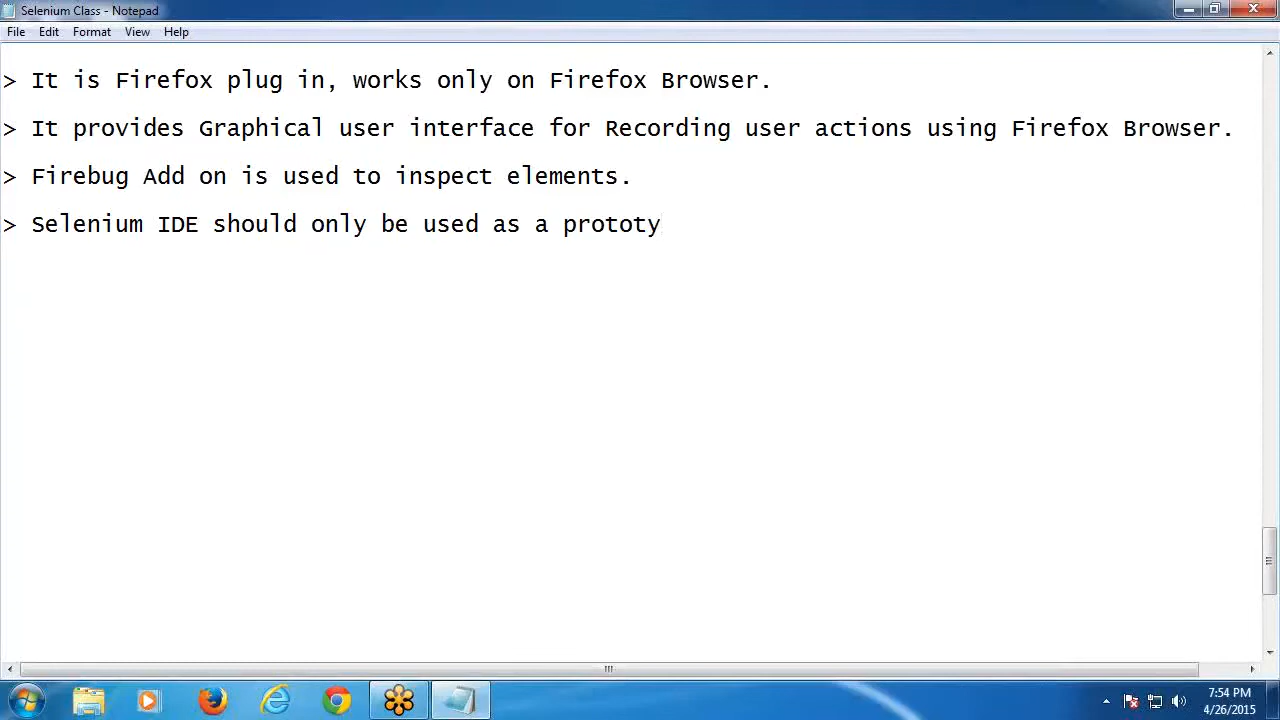 Selenium Class - Notepad
File Edit Format View Help
> It is Firefox plug in, works only on Firefox Browser.
> It provides Graphical user interface for Recording user actions using Firefox Browser.
> Firebug Add on is used to inspect elements.
> Selenium IDE should only be used as a prototy
7:54 PM
4/26/2015